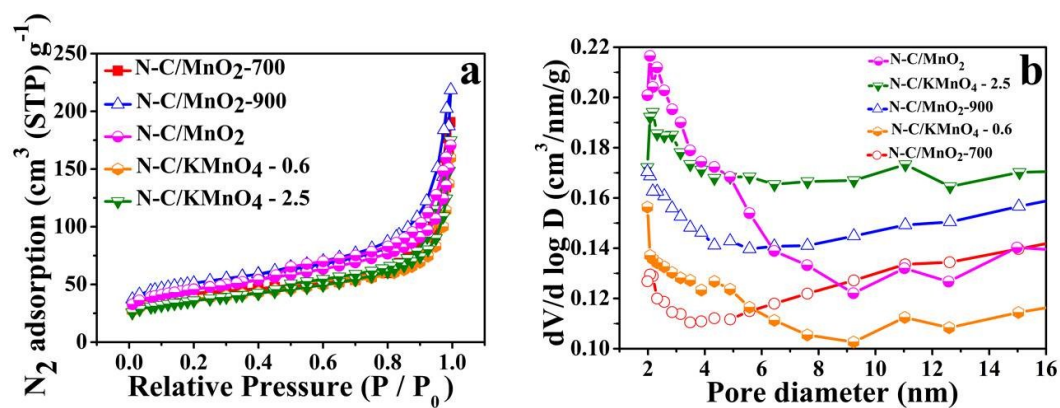 N2 adsorption (cm3 (STP) g-1)
250
200
150
100
50
0
0.0 0.2 0.4 0.6 0.8 1.0
Relative Pressure (P / P0)
a
N-C/MnO2-700
N-C/MnO2-900
N-C/MnO2
N-C/KMnO4 - 0.6
N-C/KMnO4 - 2.5
dV/d log D (cm3/nm/g)
0.22
0.20
0.18
0.16
0.14
0.12
0.10
2 4 6 8 10 12 14 16
Pore diameter (nm)
b
N-C/MnO2
N-C/KMnO4 - 2.5
N-C/MnO2-900
N-C/KMnO4 - 0.6
N-C/MnO2-700